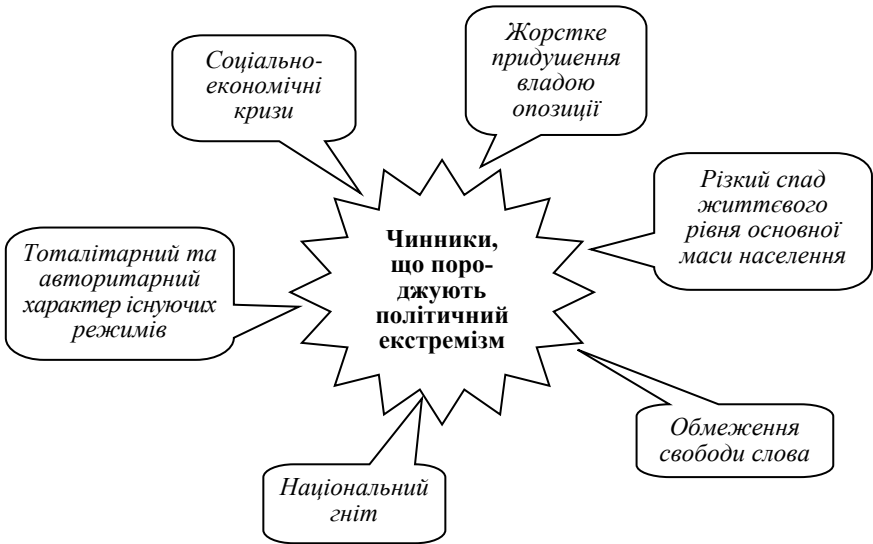 Соціально-
економічні
кризи
Жорстке
придушення
владою
опозиції
Різкий спад
життєвого
рівня основної
маси населення
Тоталітарний та
авторитарний
характер існуючих
режимів
Чинники,
що поро-
джують
політичний
екстремізм
Обмеження
свободи слова
Національний
гніт